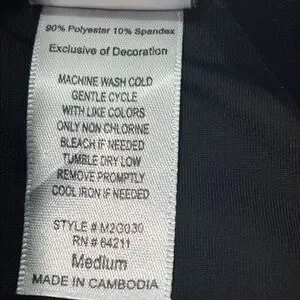 90% Polyester 10% Spandex
Exclusive of Decoration
MACHINE WASH COLD
GENTLE CYCLE
WITH LIKE COLORS
ONLY NON CHLORINE
BLEACH IF NEEDED
TUMBLE DRY LOW
REMOVE PROMPTLY
COOL IRON IF NEEDED
STYLE # M2G030
RN # 64211
Medium
MADE IN CAMBODIA